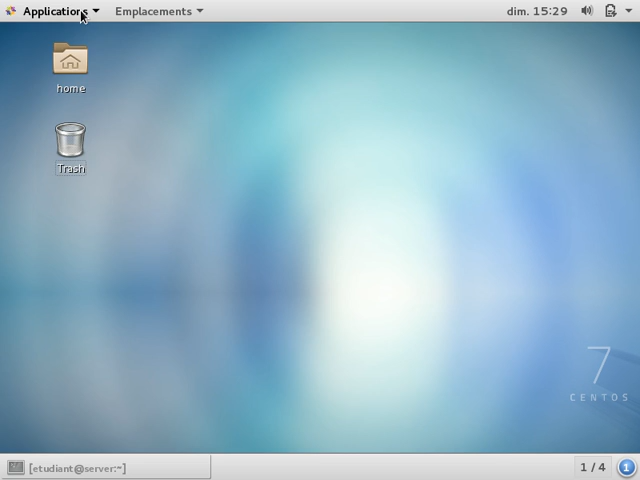 Applications Emplacements dim. 15:29
home
Trash
7
CENTOS
[etudiant@server:~] 1 / 4 1